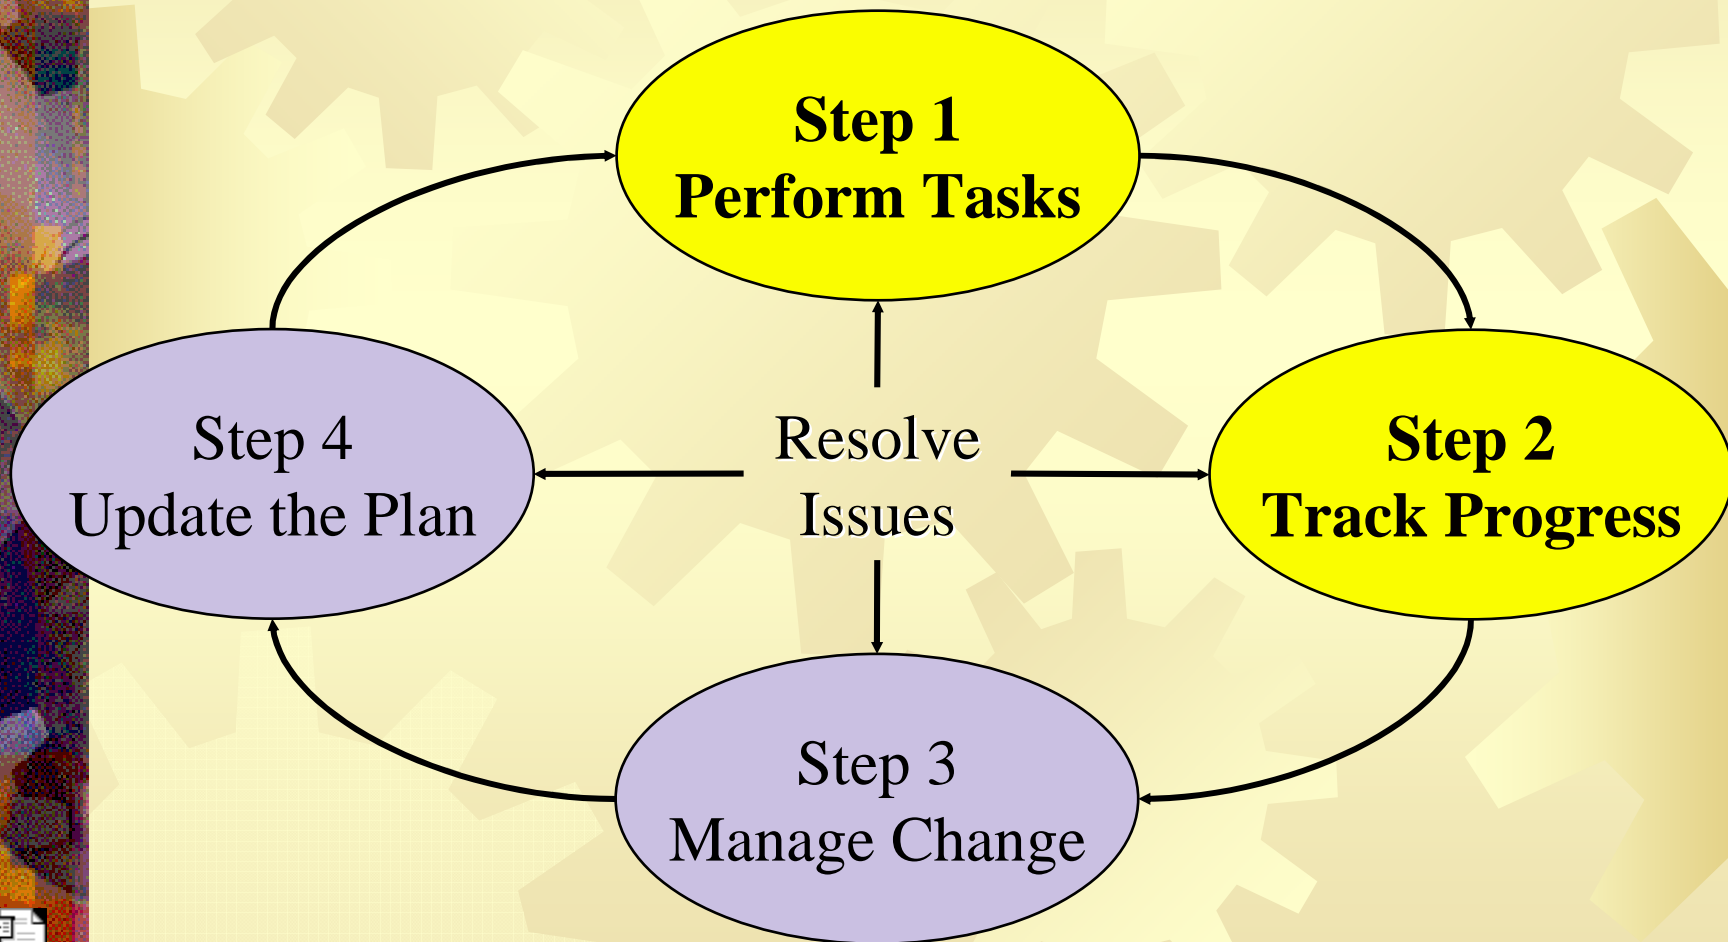 Step 1
Perform Tasks
Step 2
Track Progress
Step 3
Manage Change
Step 4
Update the Plan
Resolve
Issues